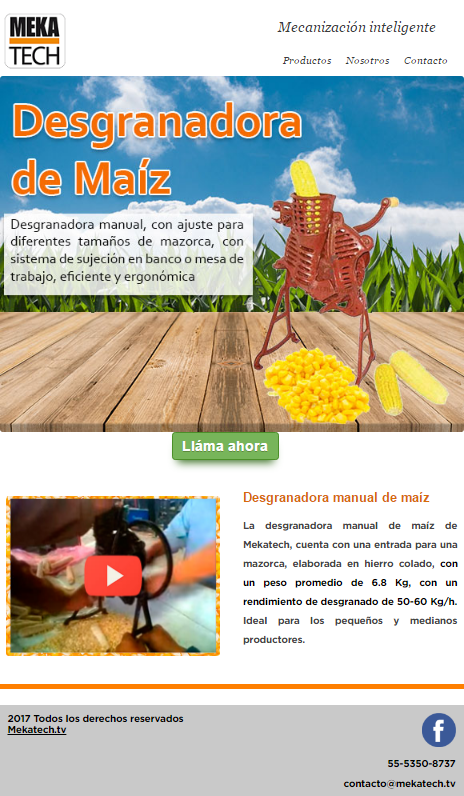 MEKA
TECH
Mecanización inteligente
Productos Nosotros Contacto
Desgranadora
de Maíz
Desgranadora manual, con ajuste para
diferentes tamaños de mazorca, con
sistema de sujeción en banco o mesa de
trabajo, eficiente y ergonómica
Lláma ahora
Desgranadora manual de maíz
La desgranadora manual de maíz de
Mekatech, cuenta con una entrada para una
mazorca, elaborada en hierro colado, con
un peso promedio de 6.8 Kg, con un
rendimiento de desgranado de 50-60 Kg/h.
Ideal para los pequeños y medianos
productores.
2017 Todos los derechos reservados
Mekatech.tv
f
55-5350-8737
contacto@mekatech.tv